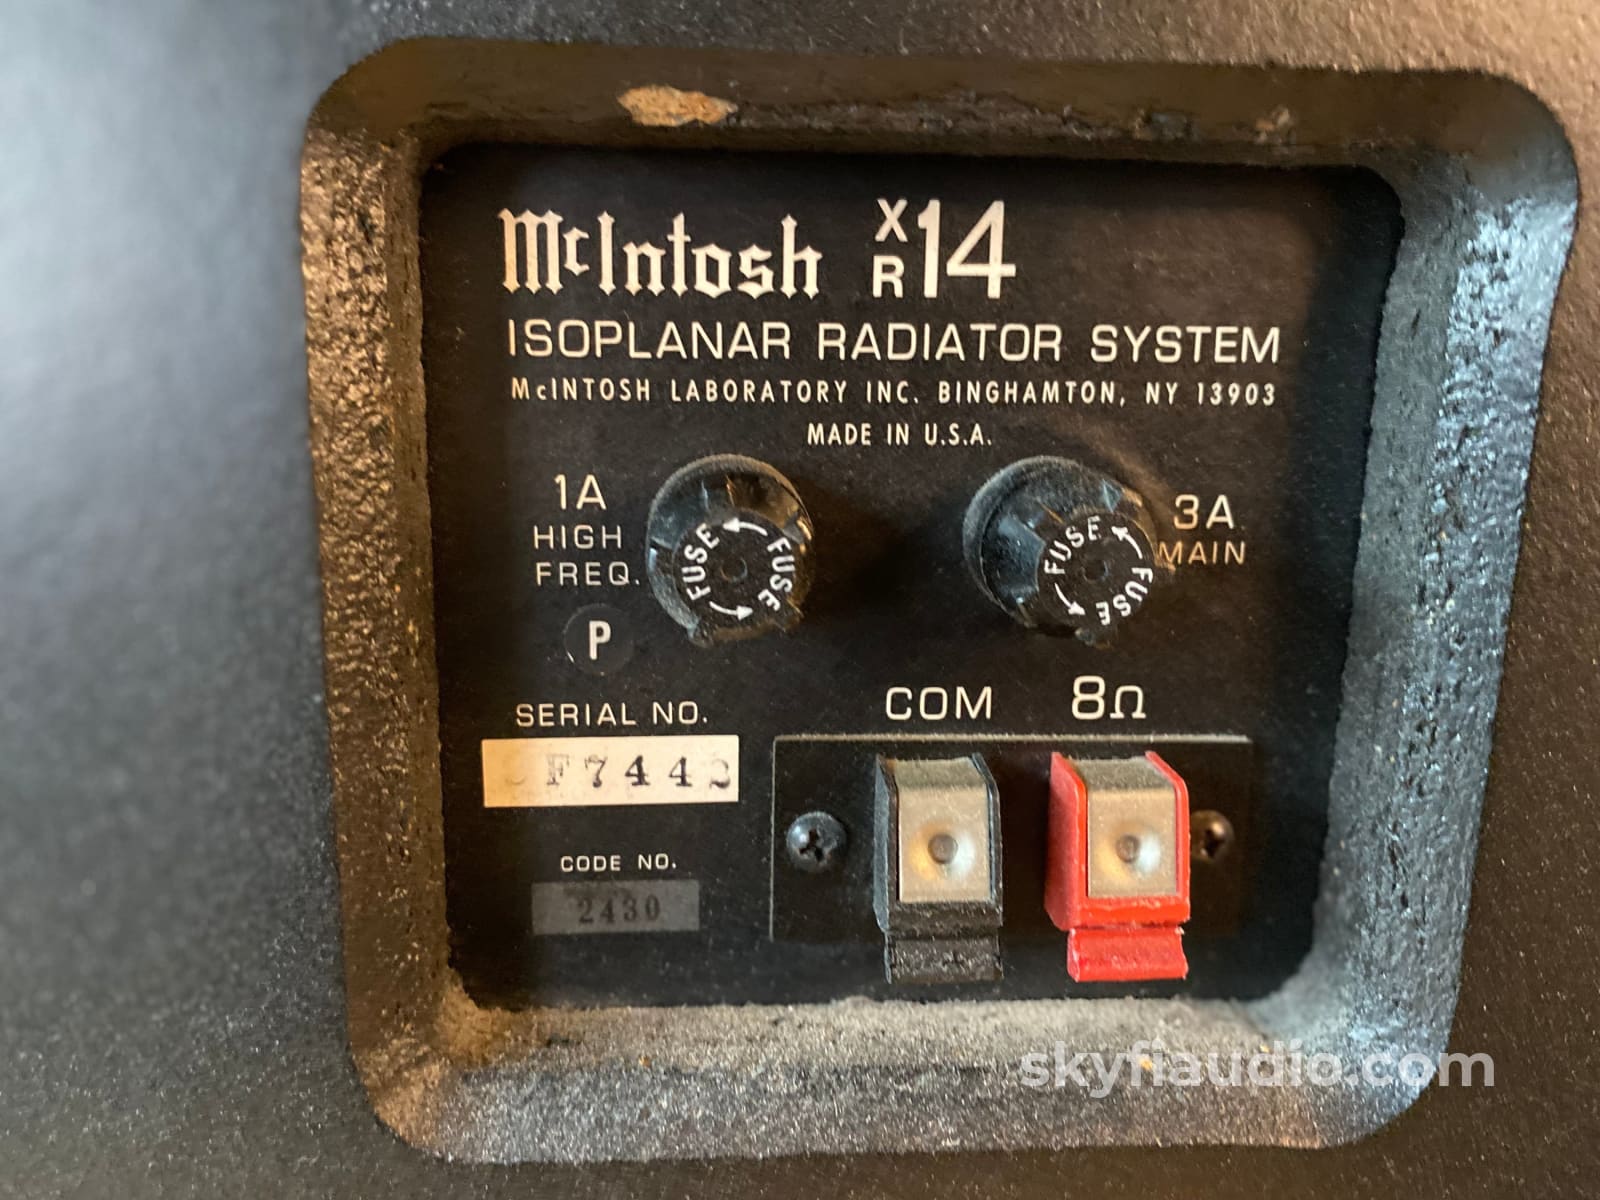 McIntosh XR14
ISOPLANAR RADIATOR SYSTEM
McINTOSH LABORATORY INC. BINGHAMTON, NY 13903
MADE IN U.S.A.
1A
HIGH
FREQ.
FUSE FUSE
FUSE FUSE
3A
MAIN
P
SERIAL NO.
F7442
CODE NO.
2430
COM 8Ω
skyfiaudio.com